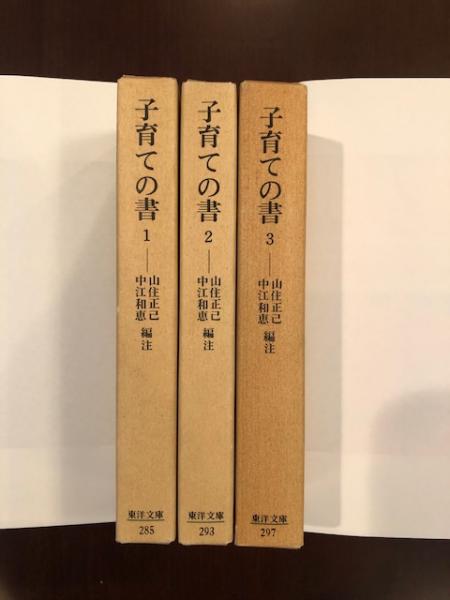 子育ての書 1 ── 山住正己
中江和恵 編注
東洋文庫
285
子育ての書 2 ── 山住正己
中江和恵 編注
東洋文庫
293
子育ての書 3 ── 山住正己
中江和恵 編注
東洋文庫
297